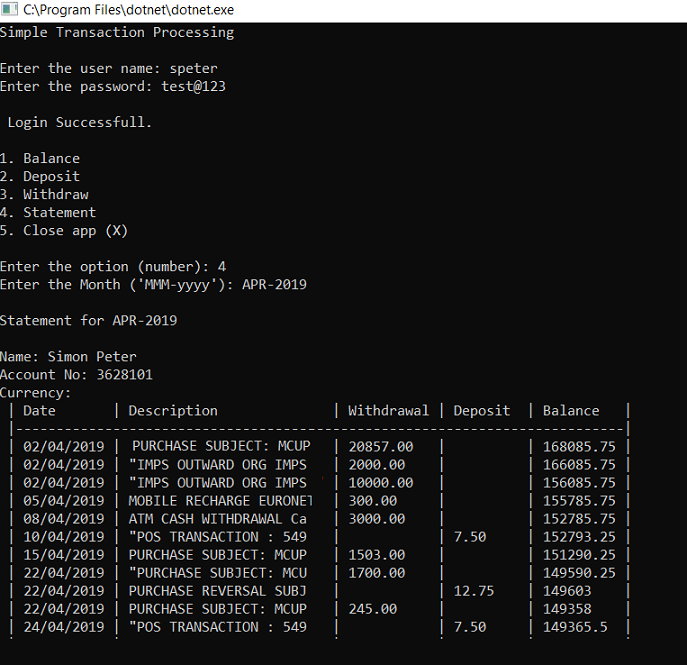 C:\Program Files\dotnet\dotnet.exe
Simple Transaction Processing
Enter the user name: speter
Enter the password: test@123
Login Successfull.
1. Balance
2. Deposit
3. Withdraw
4. Statement
5. Close app (X)
Enter the option (number): 4
Enter the Month ('MMM-yyyy'): APR-2019
Statement for APR-2019
Name: Simon Peter
Account No: 3628101
Currency:
| Date | Description | Withdrawal | Deposit | Balance |
|---------------------------------------------------------------------------|
| 02/04/2019 | PURCHASE SUBJECT: MCUP | 20857.00 | | 168085.75 |
| 02/04/2019 | "IMPS OUTWARD ORG IMPS | 2000.00 | | 166085.75 |
| 02/04/2019 | "IMPS OUTWARD ORG IMPS | 10000.00 | | 156085.75 |
| 05/04/2019 | MOBILE RECHARGE EURONET | 300.00 | | 155785.75 |
| 08/04/2019 | ATM CASH WITHDRAWAL Ca | 3000.00 | | 152785.75 |
| 10/04/2019 | "POS TRANSACTION : 549 | | 7.50 | 152793.25 |
| 15/04/2019 | PURCHASE SUBJECT: MCUP | 1503.00 | | 151290.25 |
| 22/04/2019 | "PURCHASE SUBJECT: MCU | 1700.00 | | 149590.25 |
| 22/04/2019 | PURCHASE REVERSAL SUBJ | | 12.75 | 149603 |
| 22/04/2019 | PURCHASE SUBJECT: MCUP | 245.00 | | 149358 |
| 24/04/2019 | "POS TRANSACTION : 549 | | 7.50 | 149365.5 |